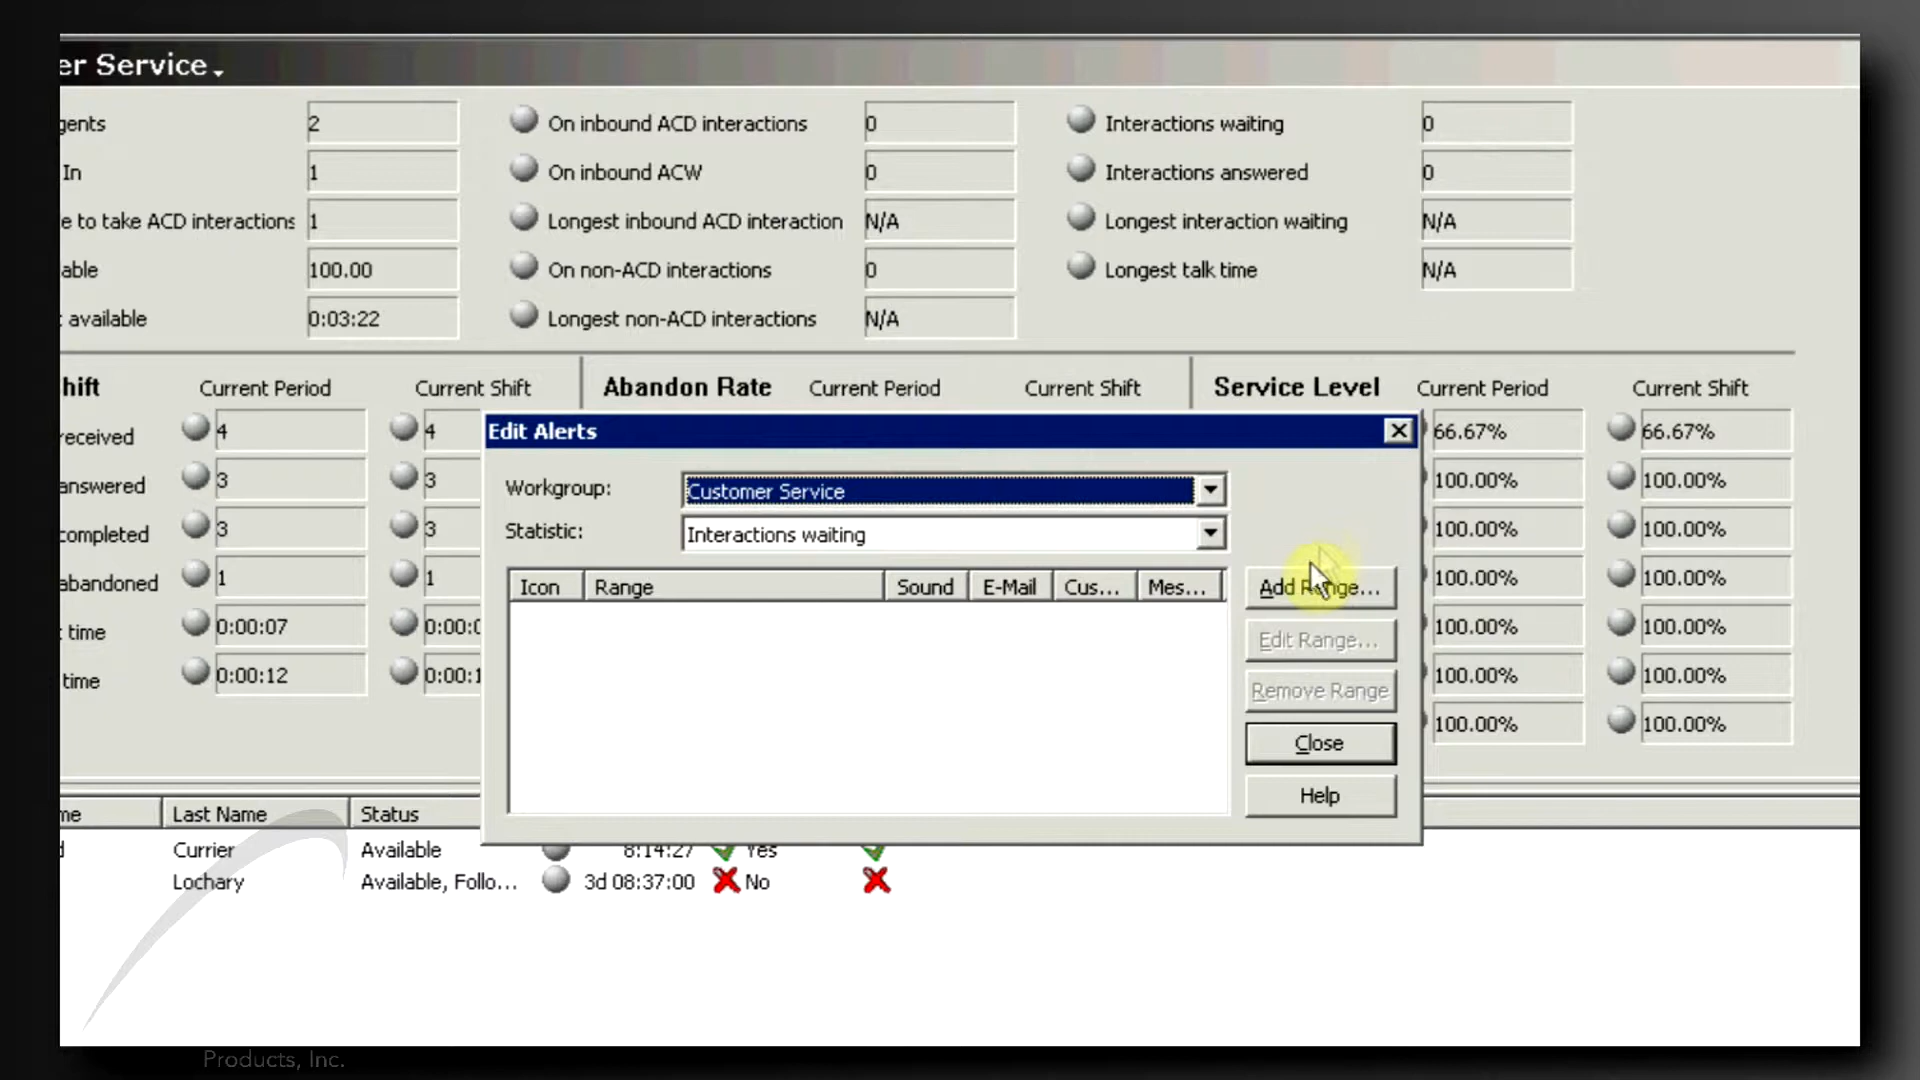 er Service
gents 2 On inbound ACD interactions 0 Interactions waiting 0
In 1 On inbound ACW 0 Interactions answered 0
e to take ACD interactions 1 Longest inbound ACD interaction N/A Longest interaction waiting N/A
able 100.00 On non-ACD interactions 0 Longest talk time N/A
t available 0:03:22 Longest non-ACD interactions N/A
hift Current Period Current Shift Abandon Rate Current Period Current Shift Service Level Current Period Current Shift
received 4 4 66.67% 66.67%
answered 3 3 100.00% 100.00%
completed 3 3 100.00% 100.00%
abandoned 1 1 100.00% 100.00%
time 0:00:07 0:00:0 100.00% 100.00%
time 0:00:12 0:00:1 100.00% 100.00%
100.00% 100.00%
Edit Alerts
Workgroup: Customer Service
Statistic: Interactions waiting
Icon Range Sound E-Mail Cus... Mes...
Add Range...
Edit Range...
Remove Range
Close
Help
me Last Name Status
d Currier Available 8:14:27 Yes
Lochary Available, Follo... 3d 08:37:00 No
Products, Inc.